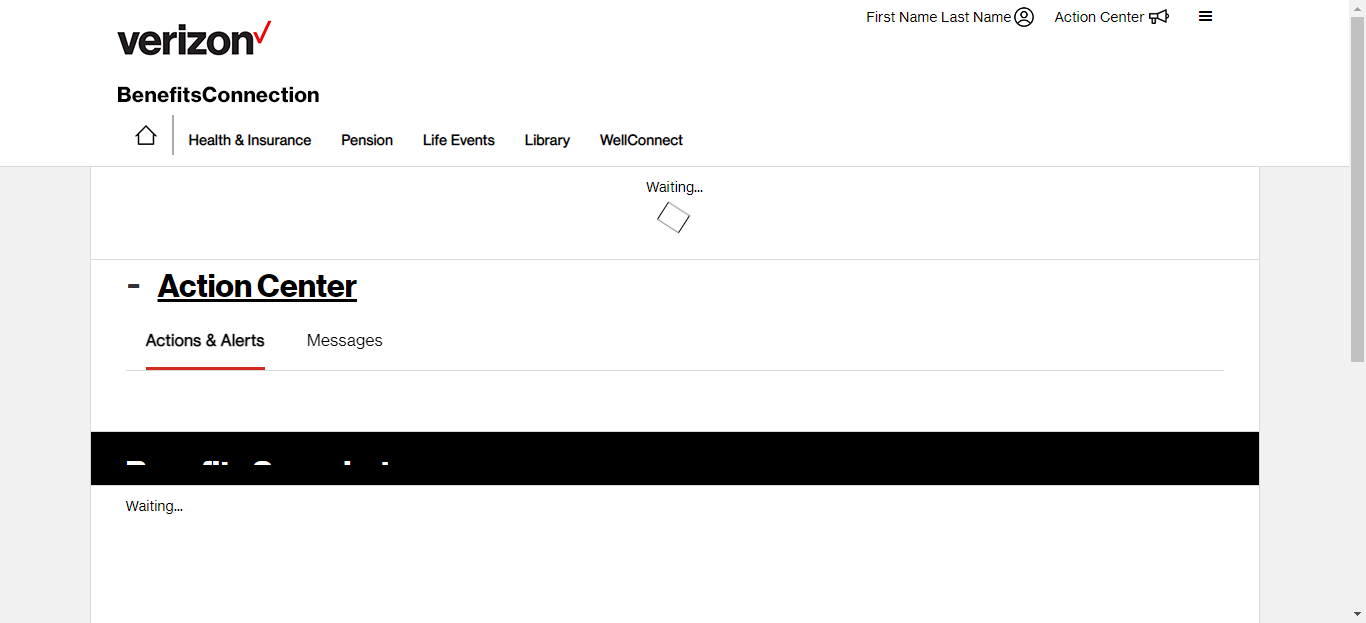 First Name Last Name Action Center
verizon
BenefitsConnection
Health & Insurance Pension Life Events Library WellConnect
Waiting...
- Action Center
Actions & Alerts Messages
Waiting...